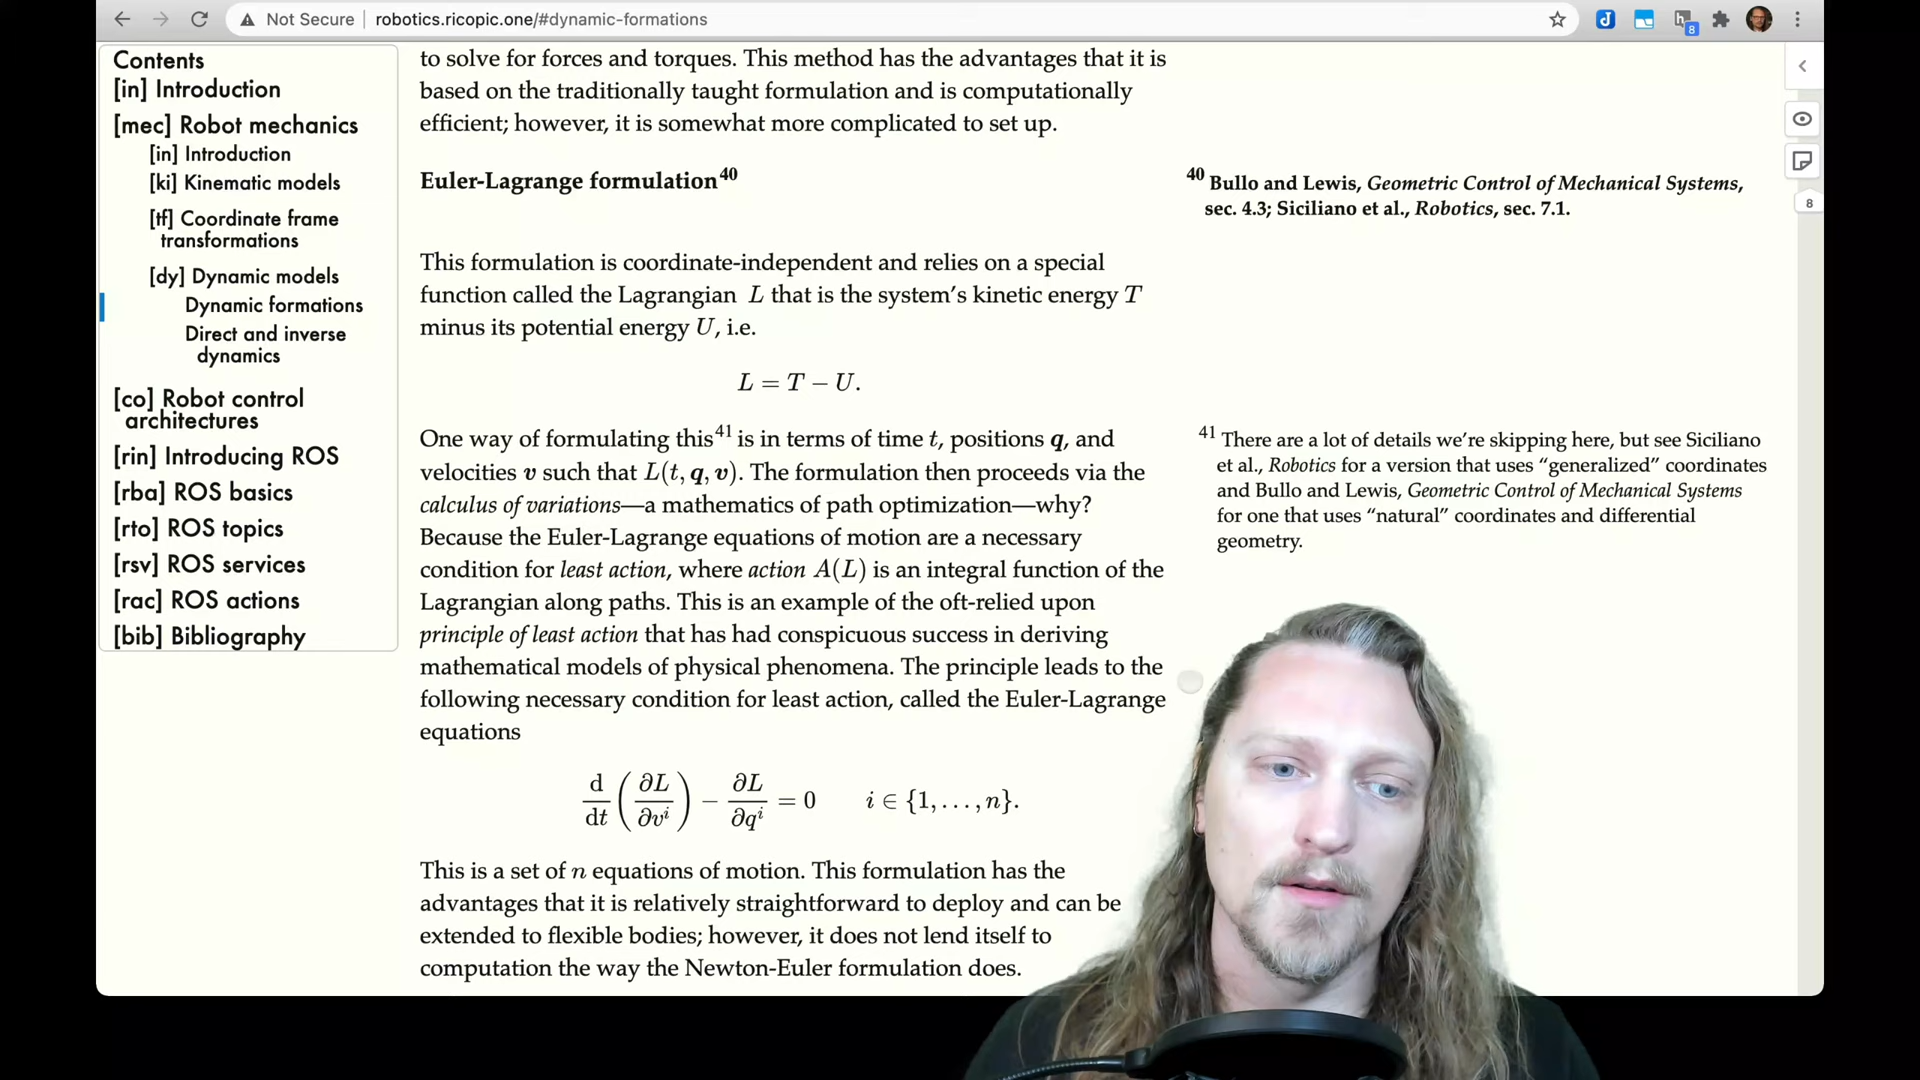 Not Secure
robotics.ricopic.one/#dynamic-formations
8
Contents
[in] Introduction
[mec] Robot mechanics
[in] Introduction
[ki] Kinematic models
[tf] Coordinate frame
transformations
[dy] Dynamic models
Dynamic formations
Direct and inverse
dynamics
[co] Robot control
architectures
[rin] Introducing ROS
[rba] ROS basics
[rto] ROS topics
[rsv] ROS services
[rac] ROS actions
[bib] Bibliography
to solve for forces and torques. This method has the advantages that it is
based on the traditionally taught formulation and is computationally
efficient; however, it is somewhat more complicated to set up.
Euler-Lagrange formulation⁴⁰
This formulation is coordinate-independent and relies on a special
function called the Lagrangian L that is the system’s kinetic energy T
minus its potential energy U, i.e.
L = T − U.
One way of formulating this⁴¹ is in terms of time t, positions q, and
velocities v such that L(t, q, v). The formulation then proceeds via the
calculus of variations—a mathematics of path optimization—why?
Because the Euler-Lagrange equations of motion are a necessary
condition for least action, where action A(L) is an integral function of the
Lagrangian along paths. This is an example of the oft-relied upon
principle of least action that has had conspicuous success in deriving
mathematical models of physical phenomena. The principle leads to the
following necessary condition for least action, called the Euler-Lagrange
equations
d/dt (∂L/∂vⁱ) − ∂L/∂qⁱ = 0 i ∈ {1, . . . , n}.
This is a set of n equations of motion. This formulation has the
advantages that it is relatively straightforward to deploy and can be
extended to flexible bodies; however, it does not lend itself to
computation the way the Newton-Euler formulation does.
⁴⁰ Bullo and Lewis, Geometric Control of Mechanical Systems,
sec. 4.3; Siciliano et al., Robotics, sec. 7.1.
⁴¹ There are a lot of details we’re skipping here, but see Siciliano
et al., Robotics for a version that uses “generalized” coordinates
and Bullo and Lewis, Geometric Control of Mechanical Systems
for one that uses “natural” coordinates and differential
geometry.
8